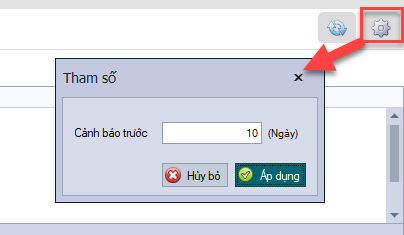 Tham số
Cảnh báo trước 10 (Ngày)
Hủy bỏ Áp dụng